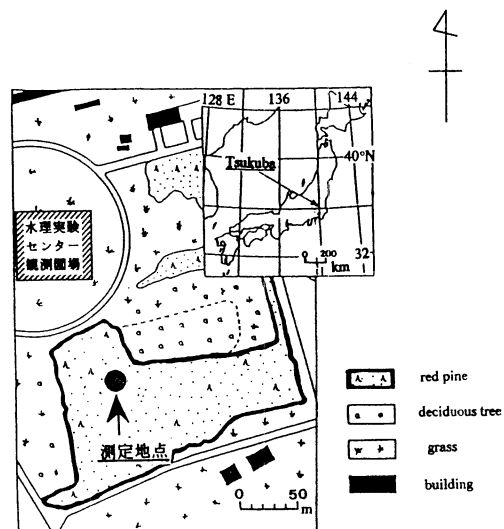 128 E
136
144
Tsukuba
40°N
32
0 200
km
水理実験
センター
観測圃場
測定地点
0 50
m
red pine
deciduous tree
grass
building